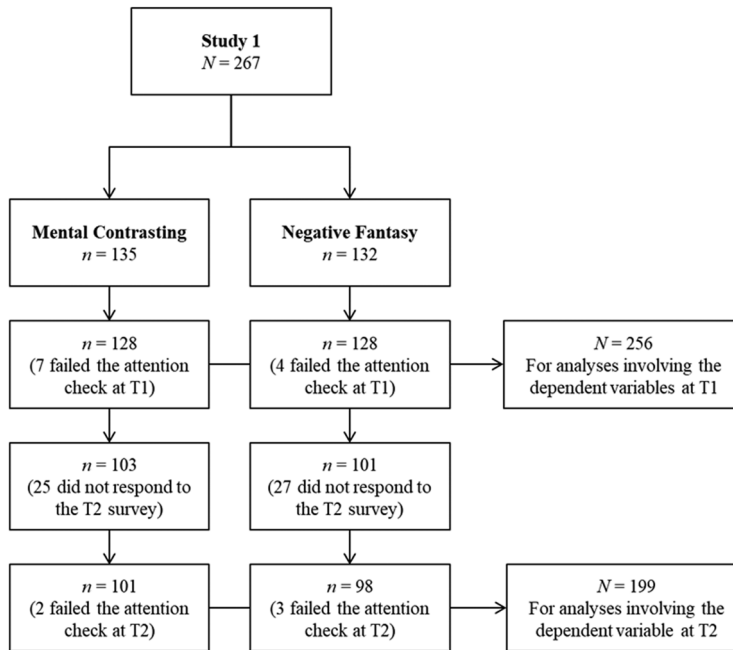 Study 1
N = 267
Mental Contrasting
n = 135
Negative Fantasy
n = 132
n = 128
(7 failed the attention
check at T1)
n = 128
(4 failed the attention
check at T1)
N = 256
For analyses involving the
dependent variables at T1
n = 103
(25 did not respond to
the T2 survey)
n = 101
(27 did not respond to
the T2 survey)
n = 101
(2 failed the attention
check at T2)
n = 98
(3 failed the attention
check at T2)
N = 199
For analyses involving the
dependent variable at T2